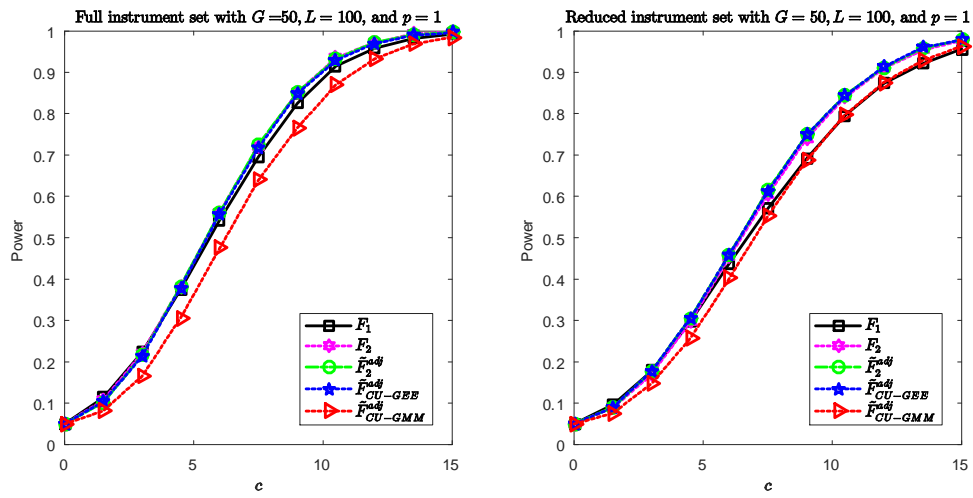 Full instrument set with G =50, L = 100, and p = 1
1
0.9
0.8
0.7
0.6
0.5
0.4
0.3
0.2
0.1
0
Power
0 5 10 15
c
F₁
F₂
F̃₂ᵃᵈʲ
F̃ᵃᵈʲ_CU−GEE
F̃ᵃᵈʲ_CU−GMM
Reduced instrument set with G = 50, L = 100, and p = 1
1
0.9
0.8
0.7
0.6
0.5
0.4
0.3
0.2
0.1
0
Power
0 5 10 15
c
F₁
F₂
F̃₂ᵃᵈʲ
F̃ᵃᵈʲ_CU−GEE
F̃ᵃᵈʲ_CU−GMM